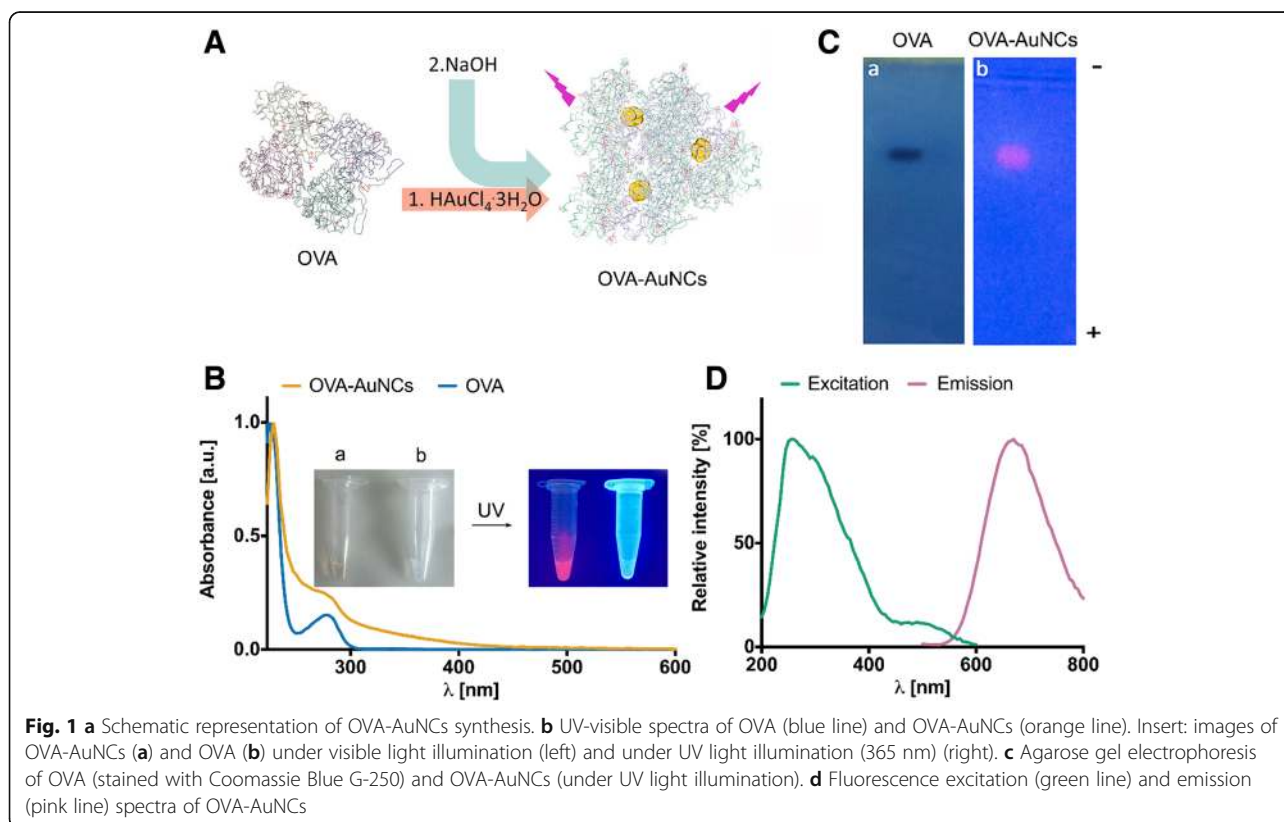 A
OVA
2.NaOH
1. HAuCl₄·3H₂O
OVA-AuNCs
C
OVA OVA-AuNCs
a b -
+
B
OVA-AuNCs OVA
Absorbance [a.u.]
1.0
0.5
0.0
a b
UV
300 400 500 600
λ [nm]
D
Excitation Emission
Relative intensity [%]
100
50
0
200 400 600 800
λ [nm]
Fig. 1 a Schematic representation of OVA-AuNCs synthesis. b UV-visible spectra of OVA (blue line) and OVA-AuNCs (orange line). Insert: images of
OVA-AuNCs (a) and OVA (b) under visible light illumination (left) and under UV light illumination (365 nm) (right). c Agarose gel electrophoresis
of OVA (stained with Coomassie Blue G-250) and OVA-AuNCs (under UV light illumination). d Fluorescence excitation (green line) and emission
(pink line) spectra of OVA-AuNCs